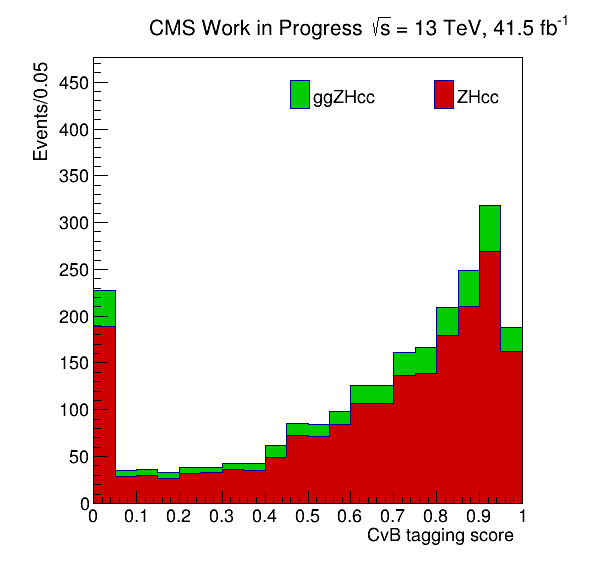 CMS Work in Progress √s = 13 TeV, 41.5 fb⁻¹
Events/0.05
450
400
350
300
250
200
150
100
50
0
ggZHcc ZHcc
0 0.1 0.2 0.3 0.4 0.5 0.6 0.7 0.8 0.9 1
CvB tagging score